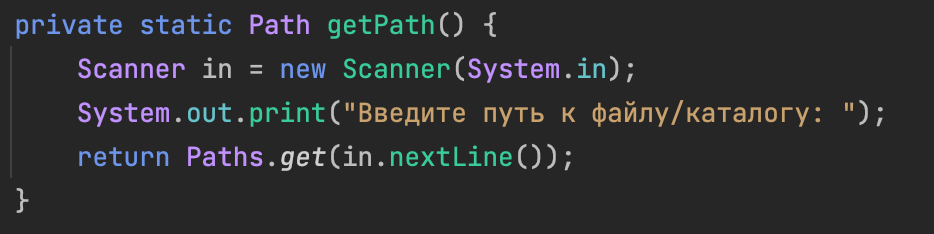 private static Path getPath() {
    Scanner in = new Scanner(System.in);
    System.out.print("Введите путь к файлу/каталогу: ");
    return Paths.get(in.nextLine());
}